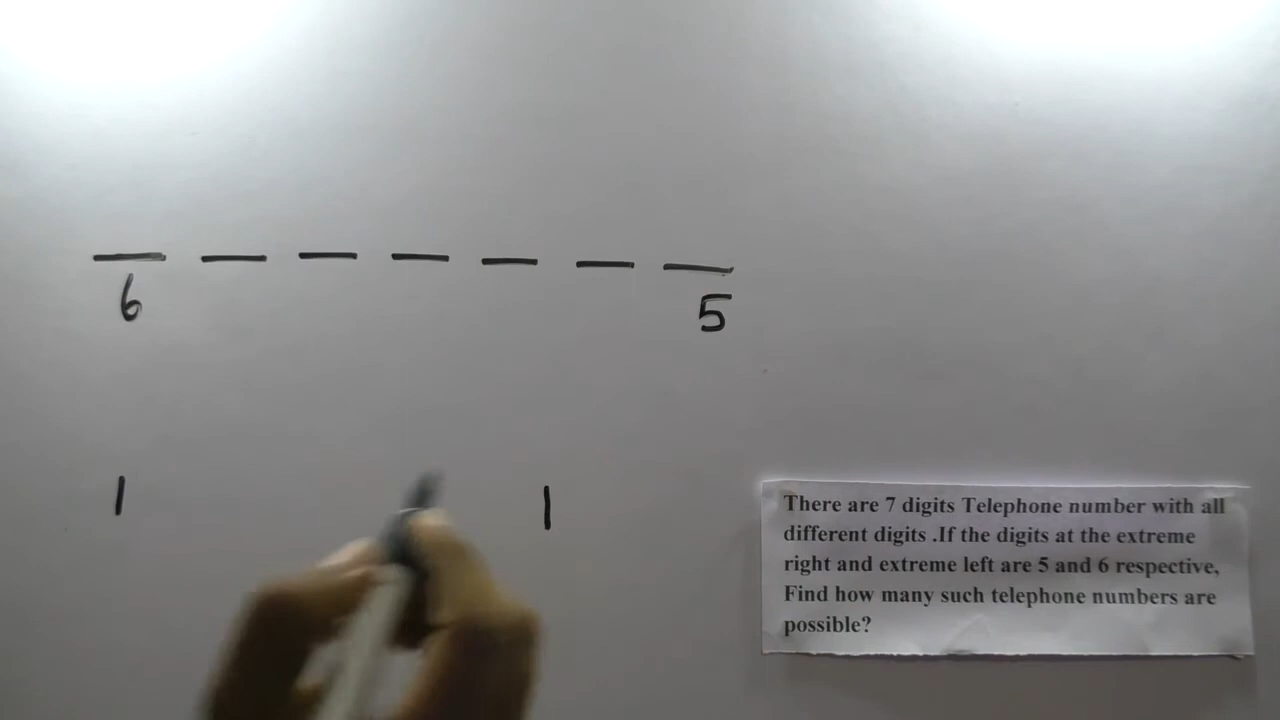 6 5
1 1
There are 7 digits Telephone number with all
different digits .If the digits at the extreme
right and extreme left are 5 and 6 respective,
Find how many such telephone numbers are
possible?